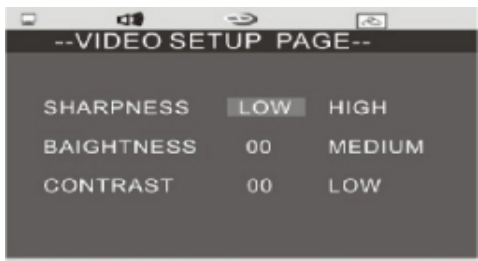 --VIDEO SETUP PAGE--
SHARPNESS LOW HIGH
BAIGHTNESS 00 MEDIUM
CONTRAST 00 LOW